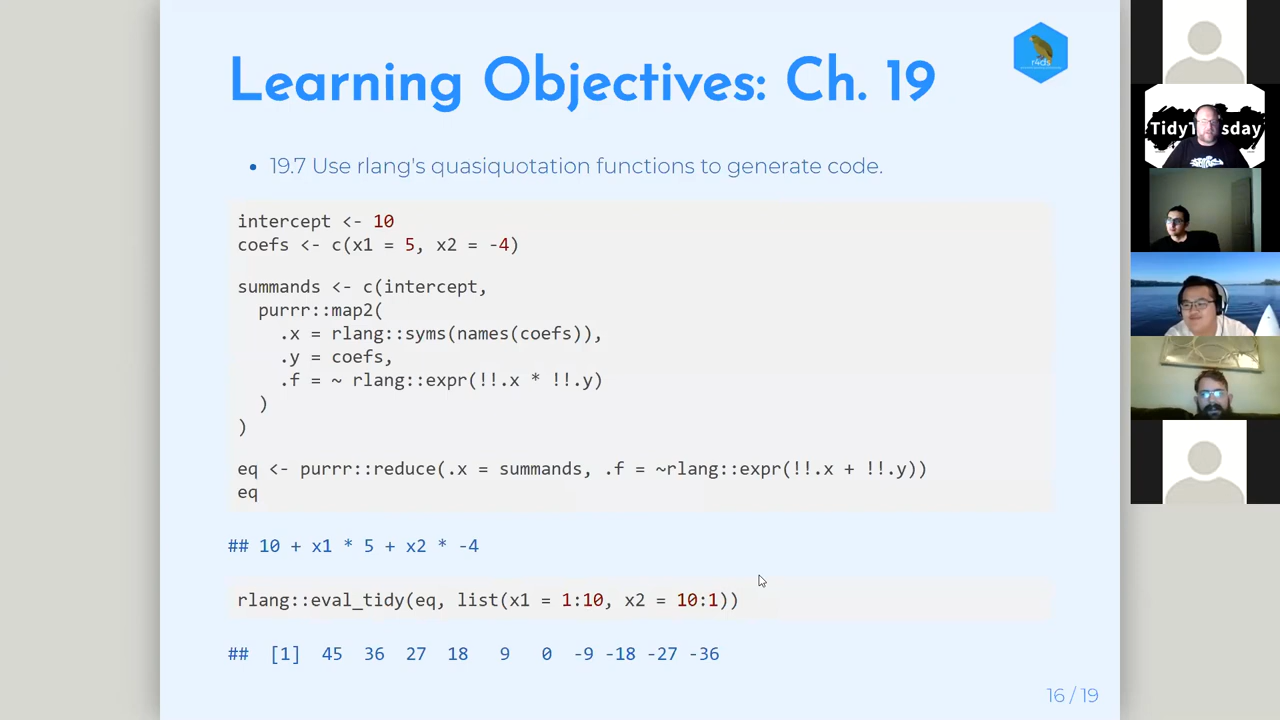 Learning Objectives: Ch. 19
r4ds
19.7 Use rlang's quasiquotation functions to generate code.
intercept <- 10
coefs <- c(x1 = 5, x2 = -4)
summands <- c(intercept,
  purrr::map2(
    .x = rlang::syms(names(coefs)),
    .y = coefs,
    .f = ~ rlang::expr(!!.x * !!.y)
  )
)
eq <- purrr::reduce(.x = summands, .f = ~rlang::expr(!!.x + !!.y))
eq
## 10 + x1 * 5 + x2 * -4
rlang::eval_tidy(eq, list(x1 = 1:10, x2 = 10:1))
##  [1]  45  36  27  18   9   0  -9 -18 -27 -36
16 / 19
TidyT sday